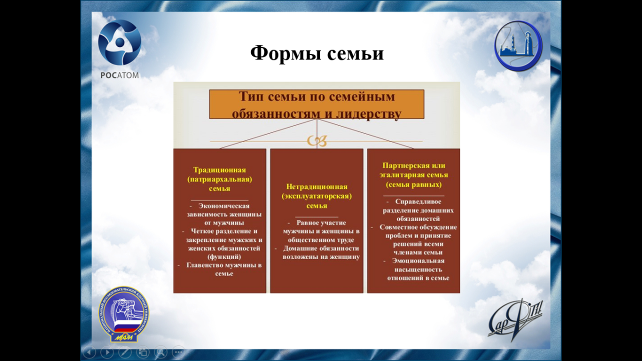 Формы семьи
РОСАТОМ
Тип семьи по семейным
обязанностям и лидерству
Традиционная
(патриархальная)
семья
- Экономическая
зависимость женщины
от мужчины
- Четкое разделение и
закрепление мужских и
женских обязанностей
(функций)
- Главенство мужчины в
семье
Нетрадиционная
(эксплуататорская)
семья
- Равное участие
мужчины и женщины в
общественном труде
- Домашние обязанности
возложены на женщину
Партнерская или
эгалитарная семья
(семья равных)
- Справедливое
разделение домашних
обязанностей
- Совместное обсуждение
проблем и принятие
решений всеми
членами семьи
- Эмоциональная
насыщенность
отношений в семье
СарФТИ